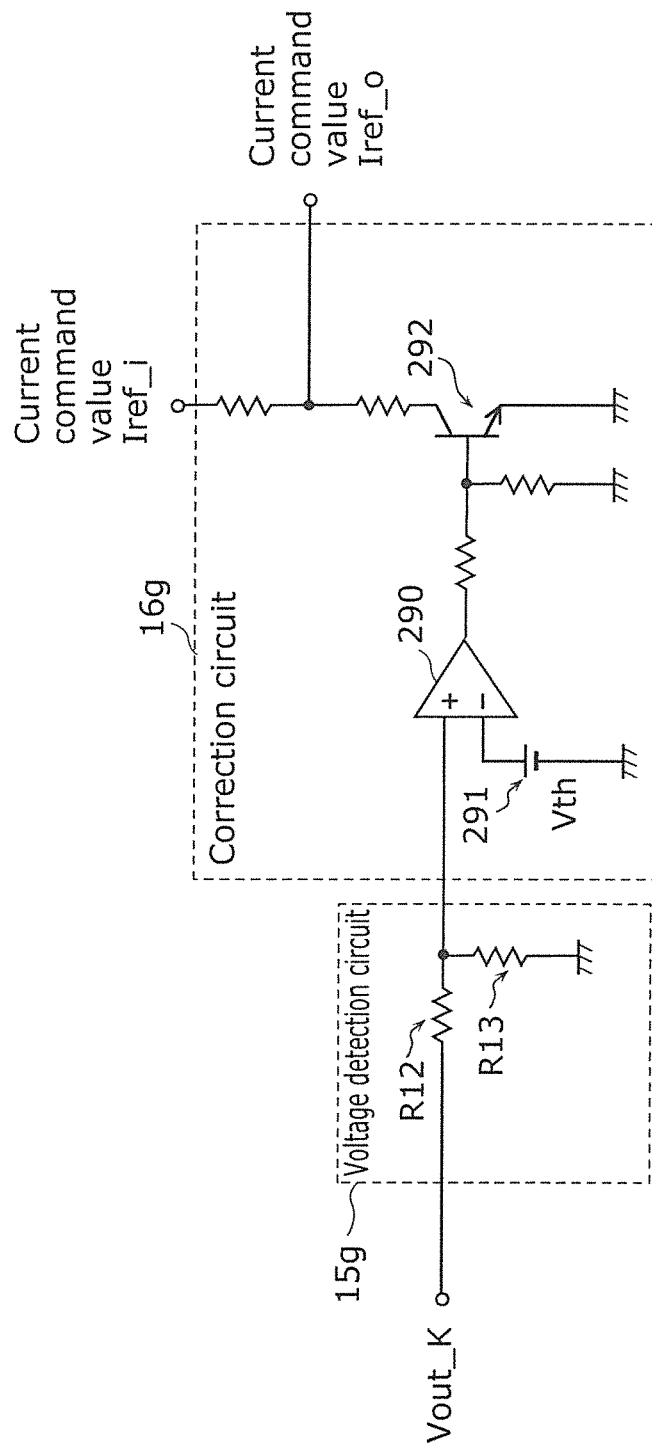 Current
command
value
Iref_i
Current
command
value
Iref_o
16g
Correction circuit
292
290
+
−
291
Vth
15g
Voltage detection circuit
R12
R13
Vout_K